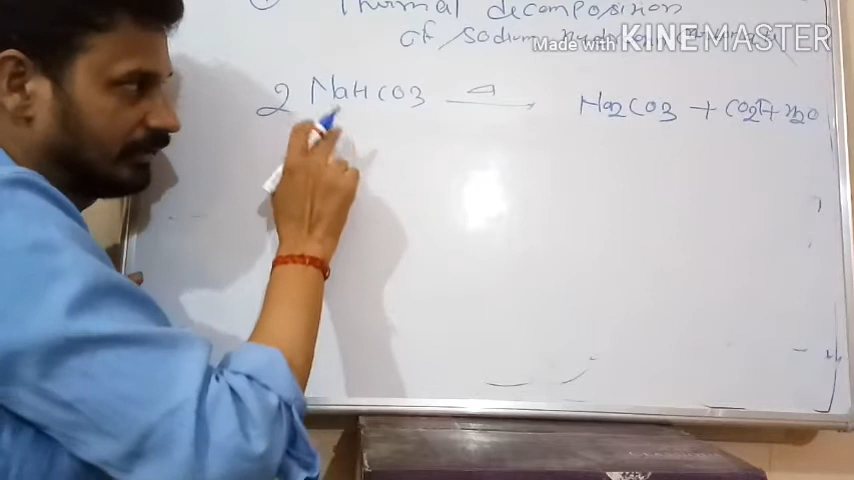 Thermal decomposition
of sodium
Made with KINEMASTER
2 NaHCO3 —Δ→ Na2CO3 + CO2↑ + H2O